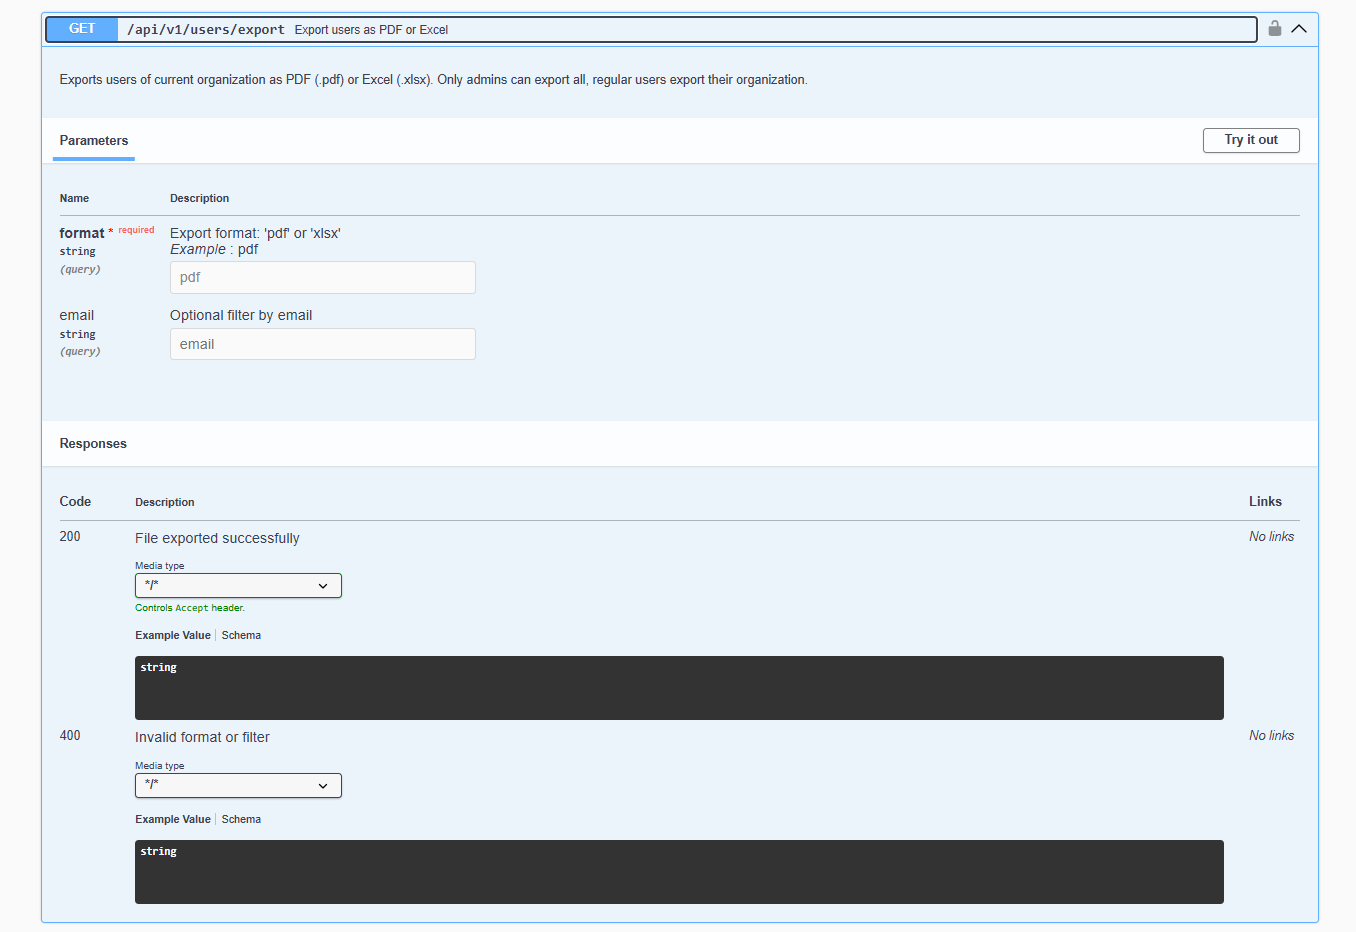 GET /api/v1/users/export Export users as PDF or Excel
Exports users of current organization as PDF (.pdf) or Excel (.xlsx). Only admins can export all, regular users export their organization.
Parameters
Try it out
Name Description
format * required
string
(query)
Export format: 'pdf' or 'xlsx'
Example : pdf
pdf
email
string
(query)
Optional filter by email
email
Responses
Code Description Links
200 File exported successfully No links
Media type
*/*
Controls Accept header.
Example Value Schema
string
400 Invalid format or filter No links
Media type
*/*
Example Value Schema
string